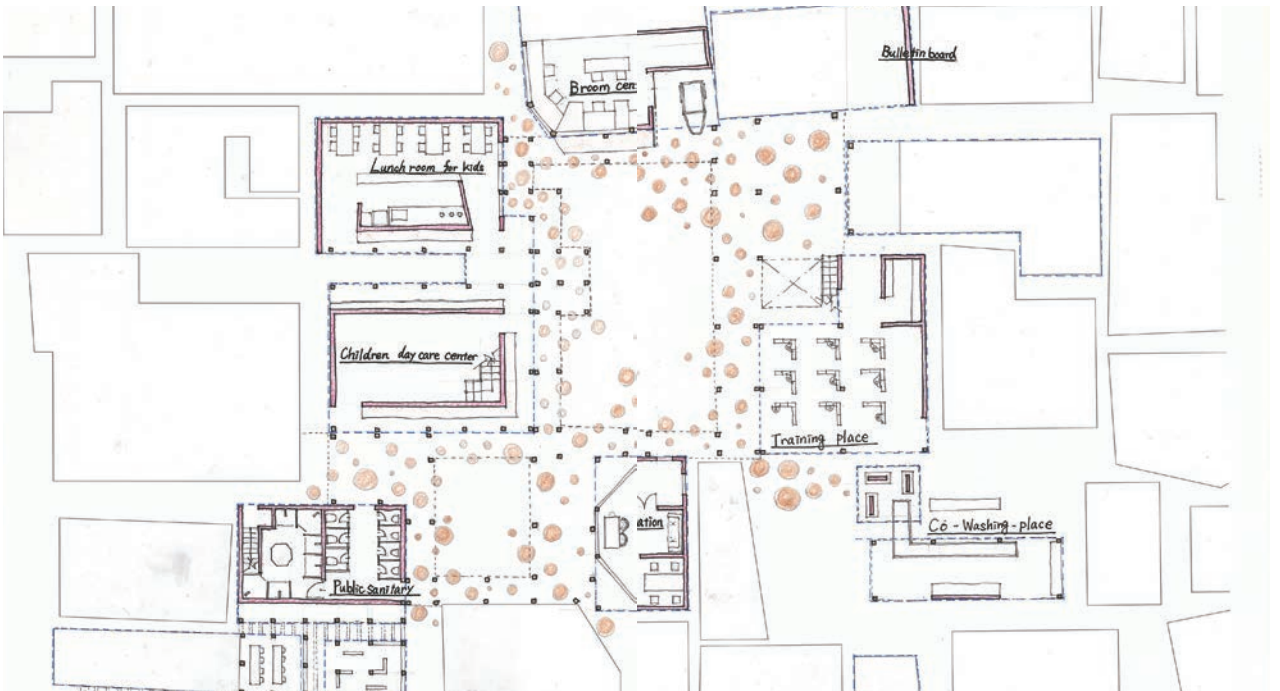 Bulletin board
Broom cen
Lunch room for kids
Children day care center
Training place
ation
Co-Washing-place
Public sanitary